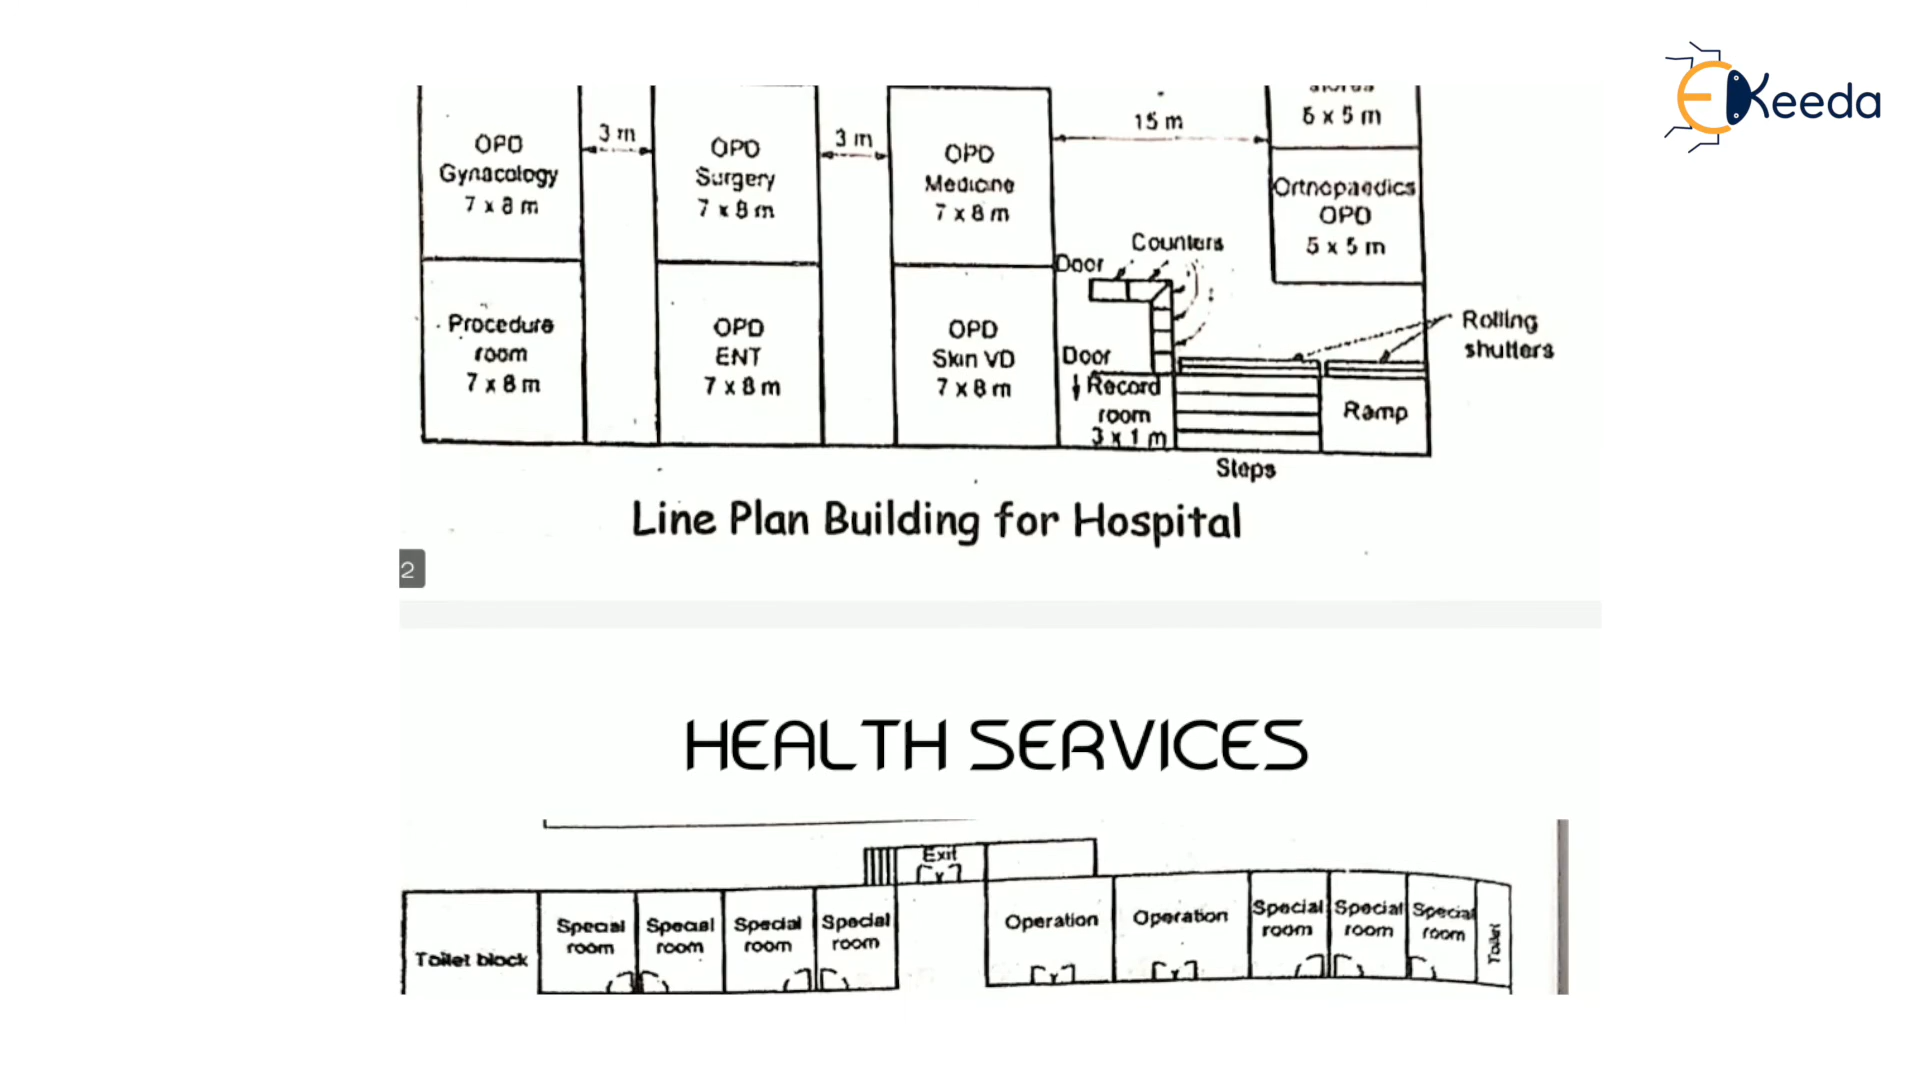 Keeda
5 x 5 m
3 m
3 m
15 m
OPD
Gynacology
7 x 8 m
OPD
Surgery
7 x 8 m
OPD
Medicine
7 x 8 m
Ortnopaedics
OPD
5 x 5 m
Counters
Door
Procedure
room
7 x 8 m
OPD
ENT
7 x 8 m
OPD
Skin VD
7 x 8 m
Door
Record
room
3 x 1 m
Rolling
shutters
Ramp
Steps
Line Plan Building for Hospital
2
HEALTH SERVICES
Exit
Toilet block
Special
room
Special
room
Special
room
Special
room
Operation
Operation
Special
room
Special
room
Special
room
Toilet